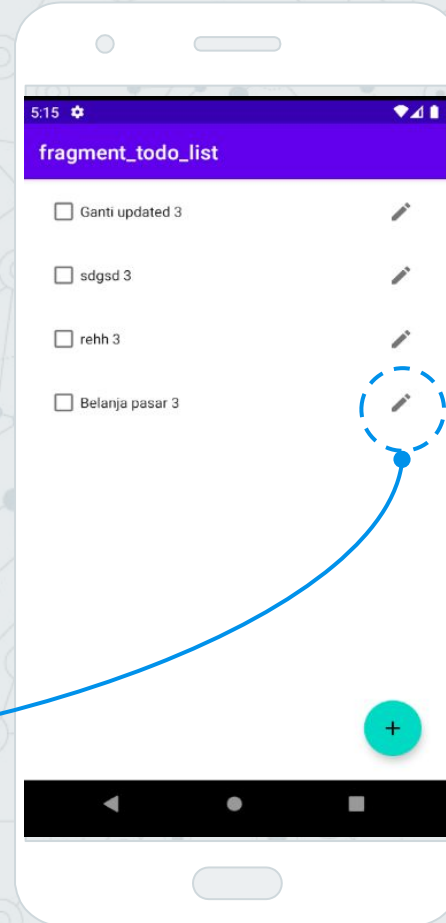 5:15
fragment_todo_list
Ganti updated 3
sdgsd 3
rehh 3
Belanja pasar 3
+